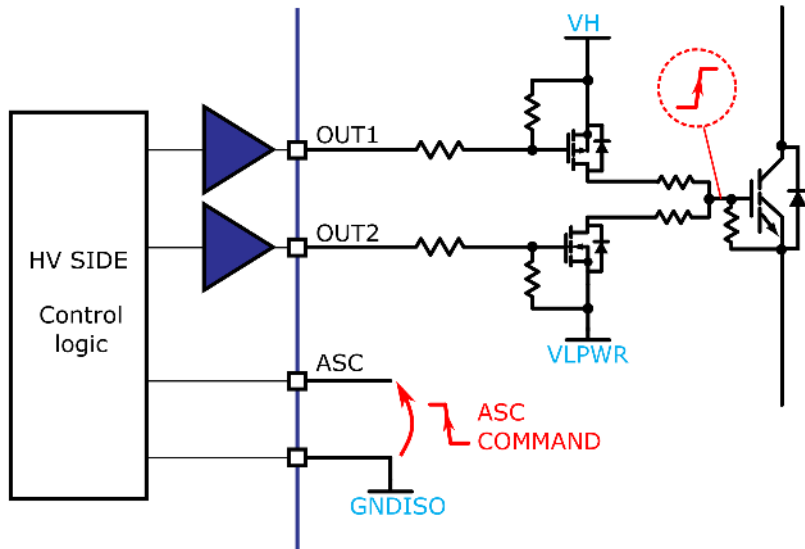 VH
OUT1
OUT2
HV SIDE
Control
logic
VLPWR
ASC
ASC
COMMAND
GNDISO